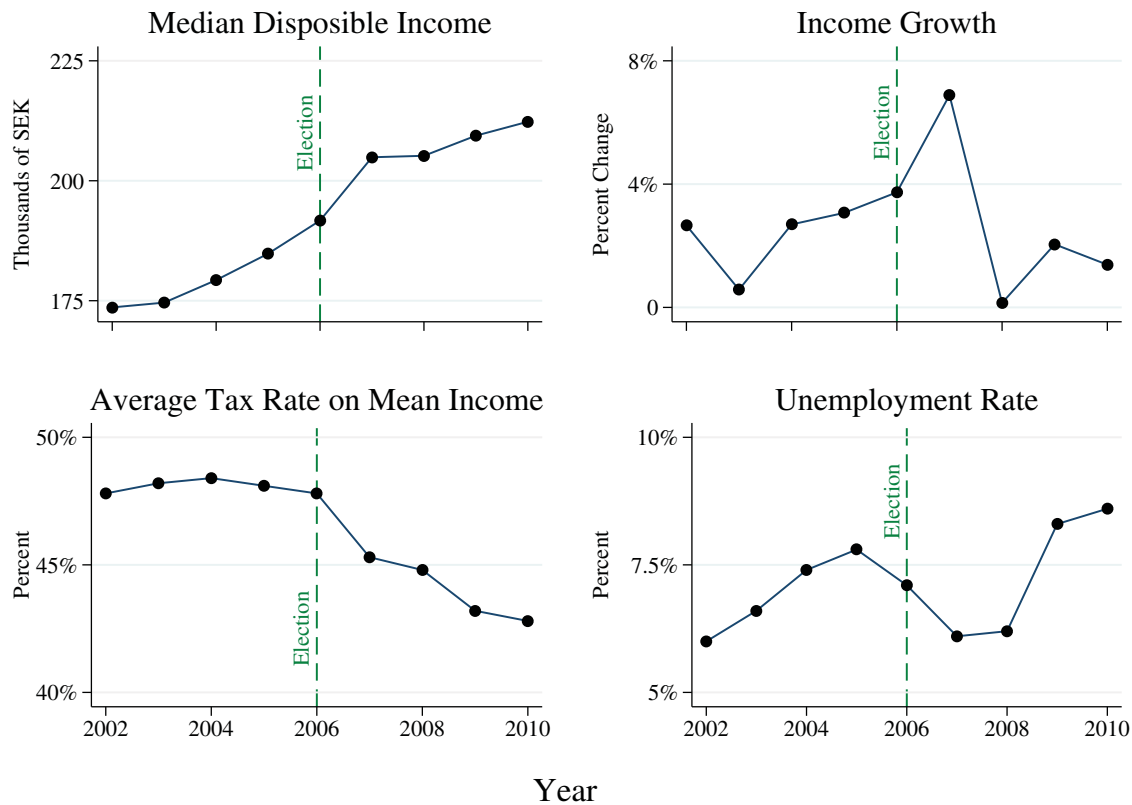 Median Disposable Income
Thousands of SEK
225
200
175
Election
Income Growth
Percent Change
8%
4%
0
Election
Average Tax Rate on Mean Income
Percent
50%
45%
40%
Election
2002 2004 2006 2008 2010
Unemployment Rate
Percent
10%
7.5%
5%
Election
2002 2004 2006 2008 2010
Year